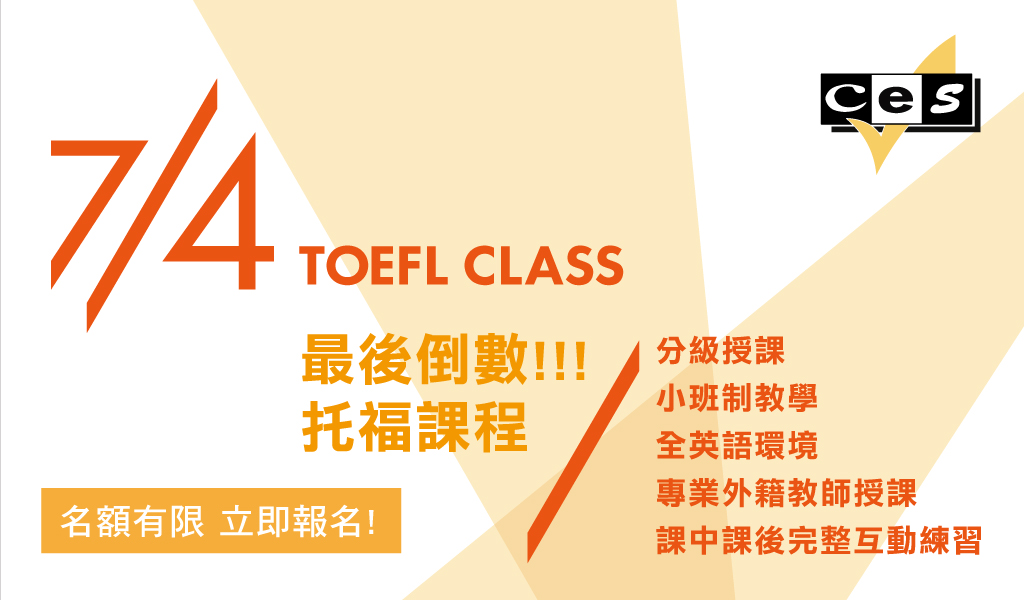 ces
7/4
TOEFL CLASS
最後倒數!!!
托福課程
名額有限 立即報名!
分級授課
小班制教學
全英語環境
專業外籍教師授課
課中課後完整互動練習